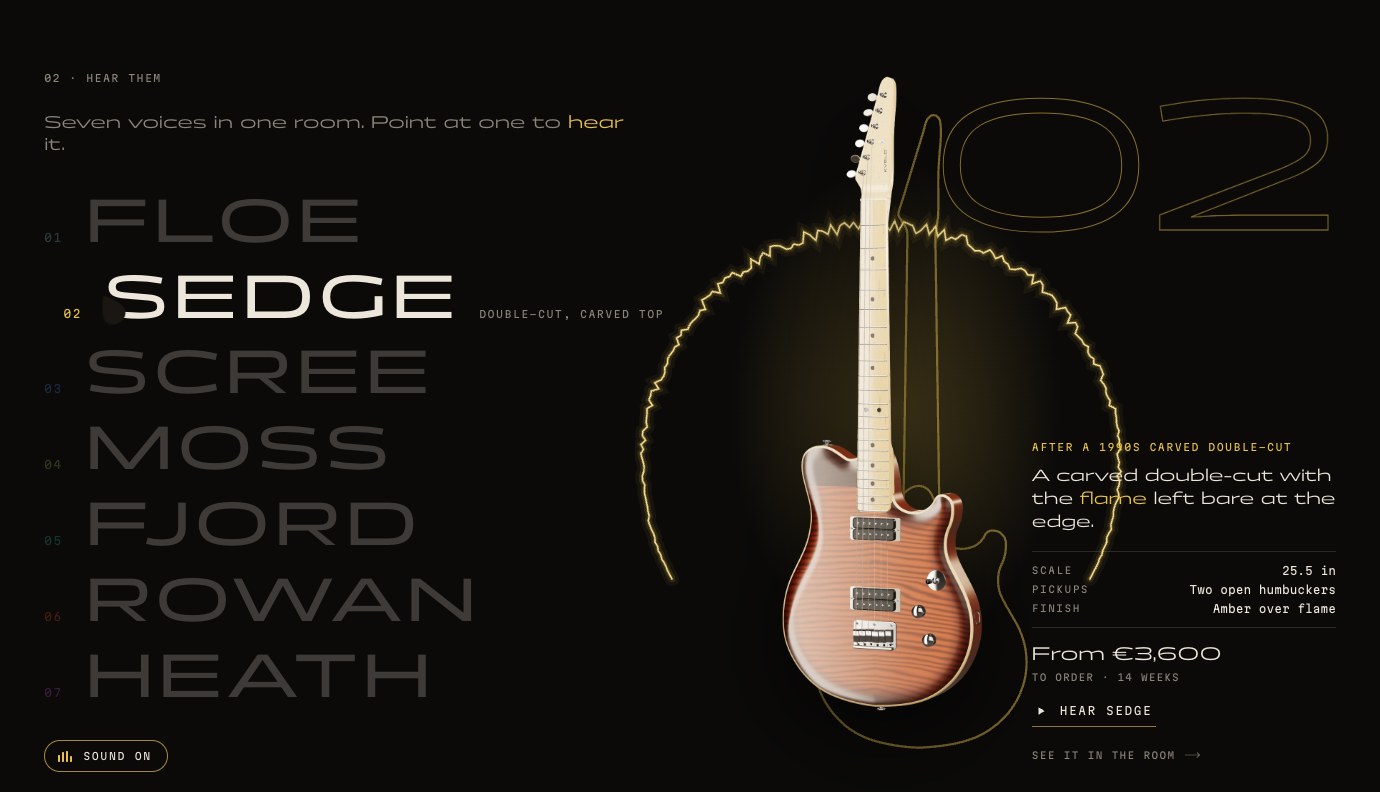 02 · HEAR THEM
Seven voices in one room. Point at one to hear
it.
01 FLOE
02 SEDGE DOUBLE-CUT, CARVED TOP
03 SCREE
04 MOSS
05 FJORD
06 ROWAN
07 HEATH
SOUND ON
02
AFTER A 1990S CARVED DOUBLE-CUT
A carved double-cut with
the flame left bare at the
edge.
SCALE 25.5 in
PICKUPS Two open humbuckers
FINISH Amber over flame
From €3,600
TO ORDER · 14 WEEKS
HEAR SEDGE
SEE IT IN THE ROOM →